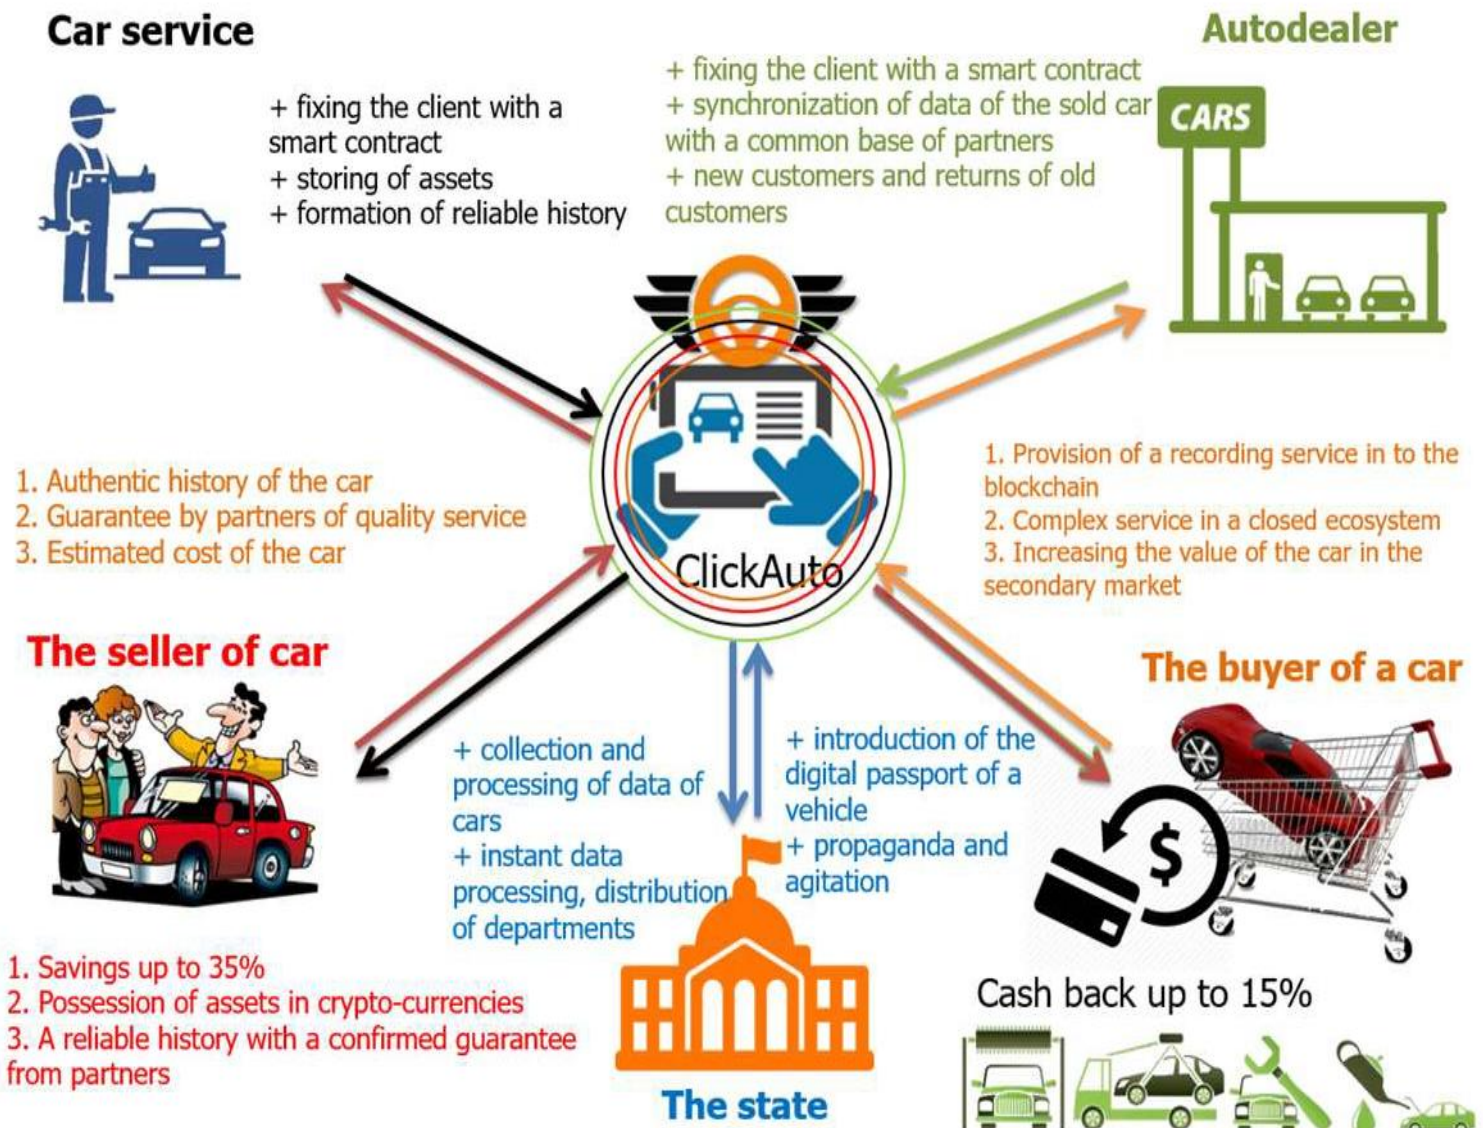 Car service
+ fixing the client with a
smart contract
+ storing of assets
+ formation of reliable history
Autodealer
+ fixing the client with a smart contract
+ synchronization of data of the sold car
with a common base of partners
+ new customers and returns of old
customers
CARS
1. Authentic history of the car
2. Guarantee by partners of quality service
3. Estimated cost of the car
ClickAuto
1. Provision of a recording service in to the
blockchain
2. Complex service in a closed ecosystem
3. Increasing the value of the car in the
secondary market
The seller of car
The buyer of a car
+ collection and
processing of data of
cars
+ instant data
processing, distribution
of departments
+ introduction of the
digital passport of a
vehicle
+ propaganda and
agitation
$
1. Savings up to 35%
2. Possession of assets in crypto-currencies
3. A reliable history with a confirmed guarantee
from partners
The state
Cash back up to 15%